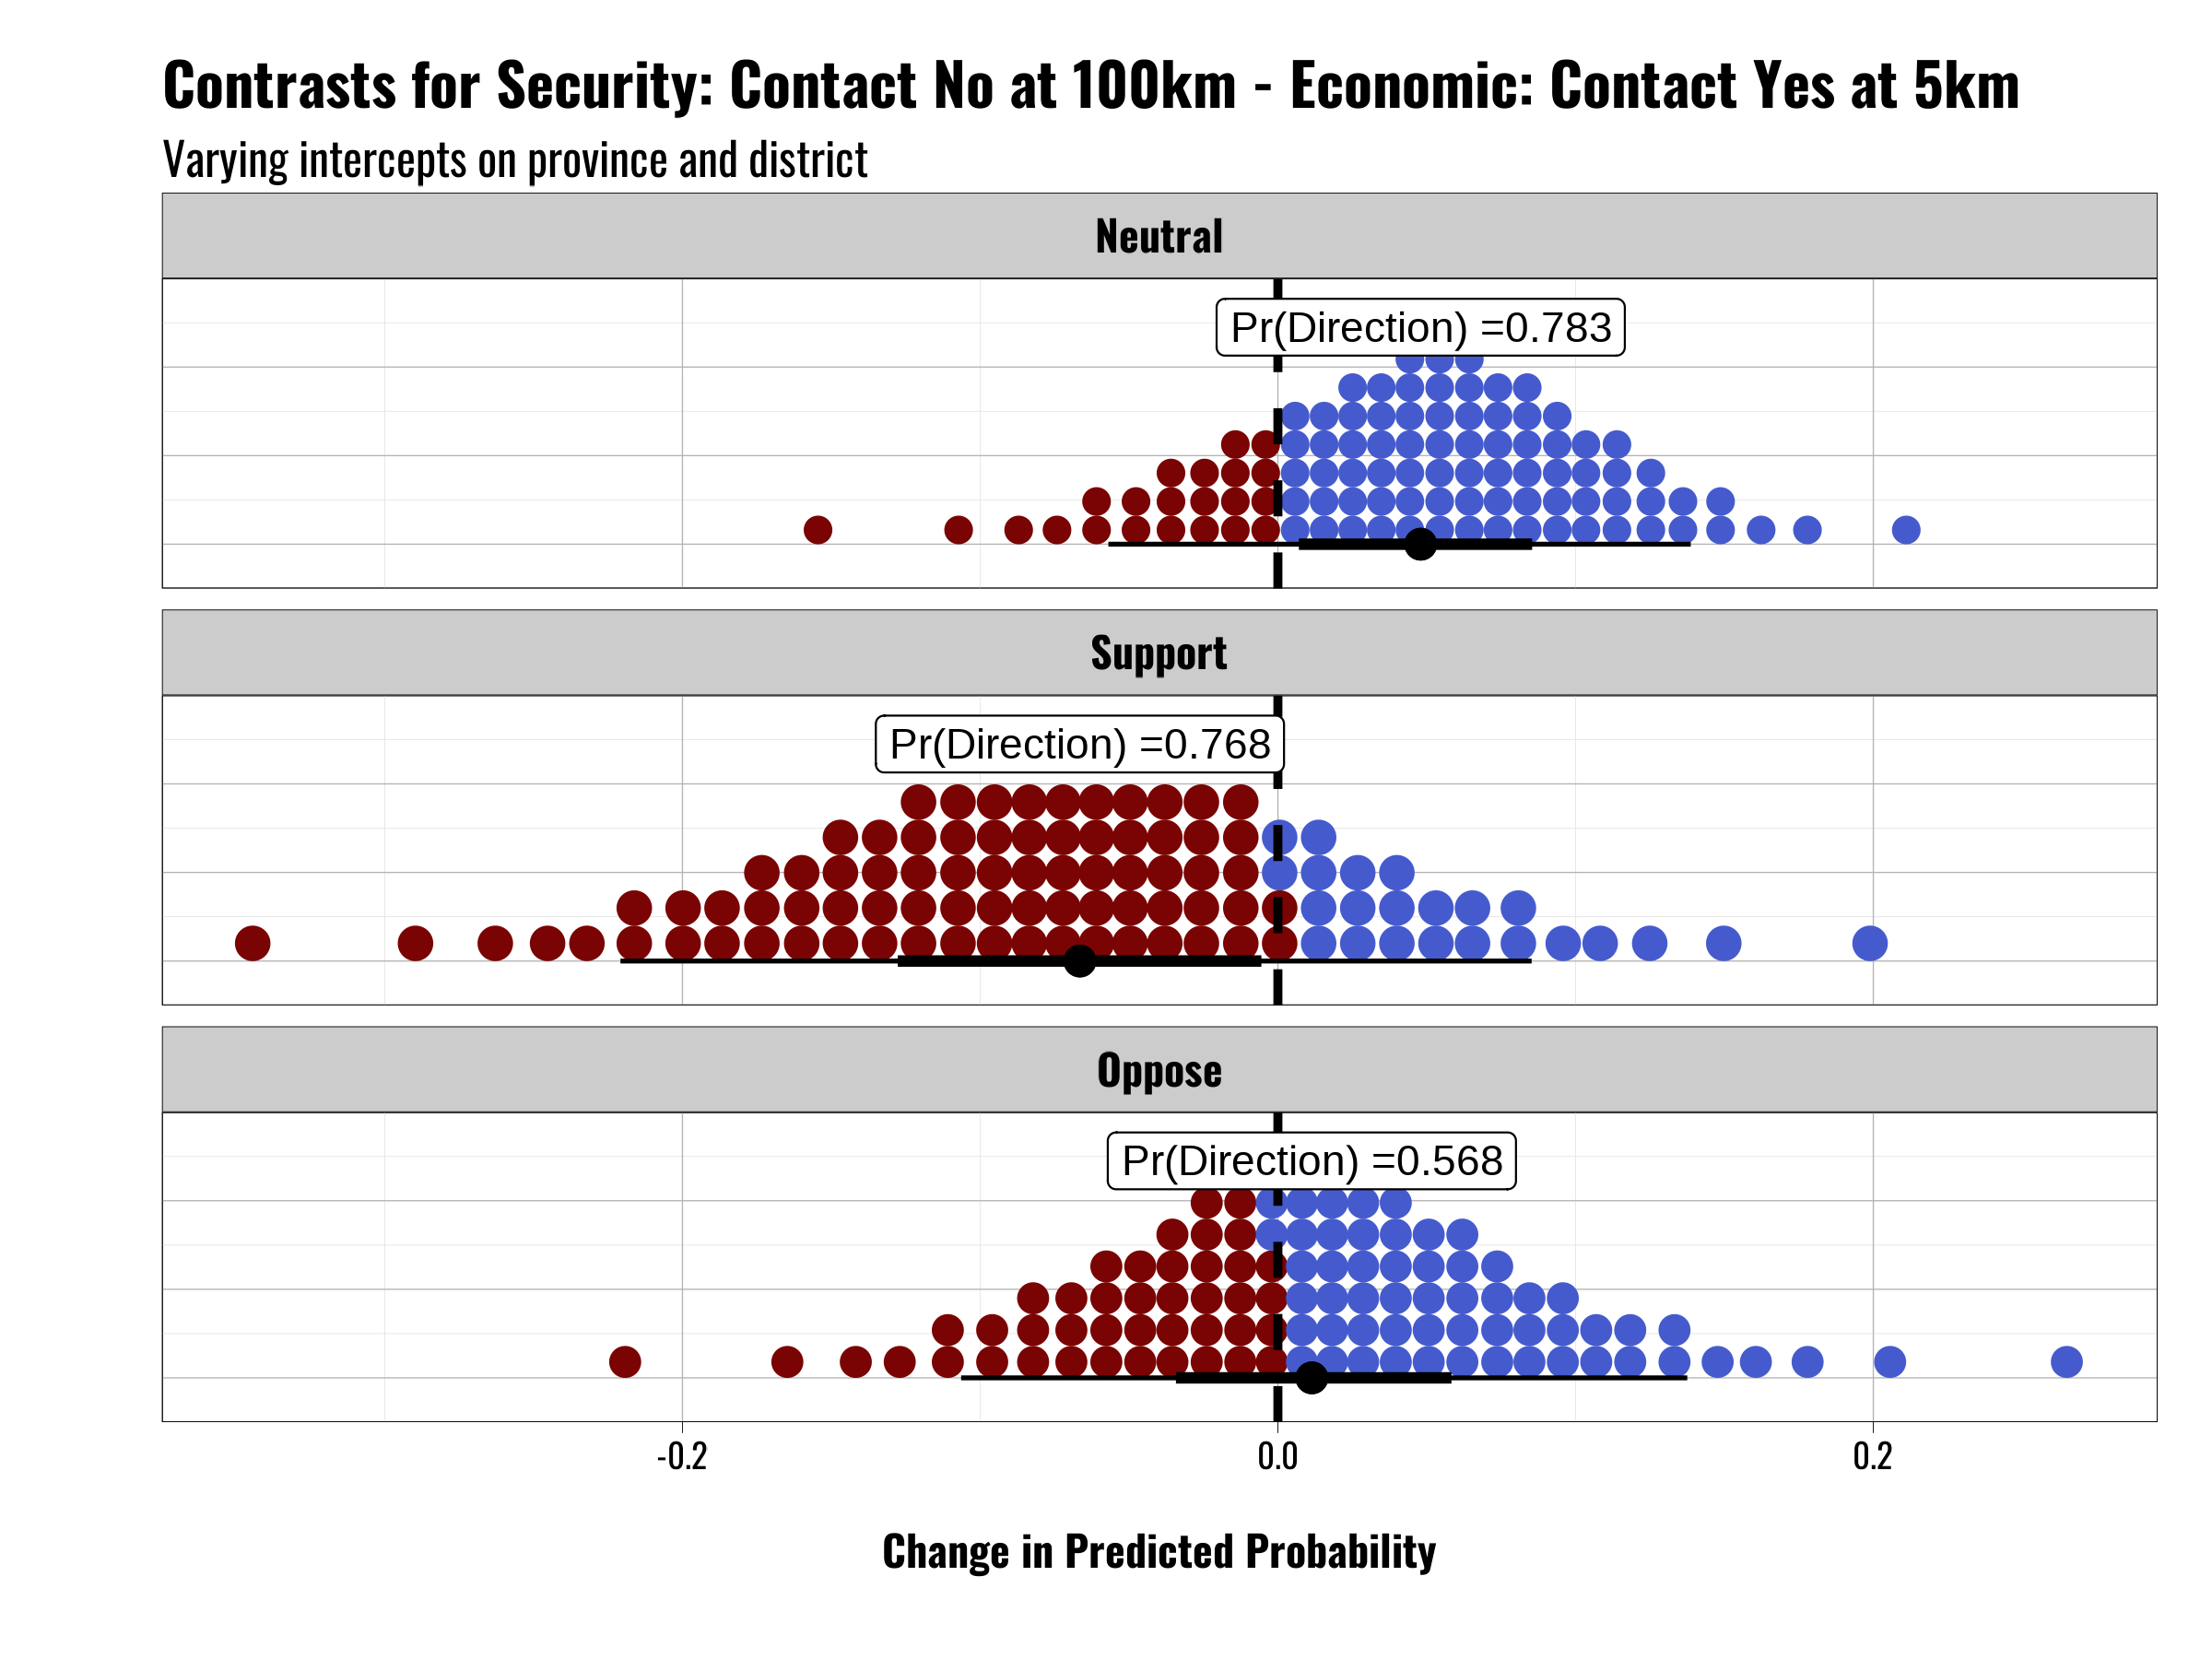 Contrasts for Security: Contact No at 100km - Economic: Contact Yes at 5km
Varying intercepts on province and district
Neutral
Pr(Direction) =0.783
Support
Pr(Direction) =0.768
Oppose
Pr(Direction) =0.568
-0.2 0.0 0.2
Change in Predicted Probability